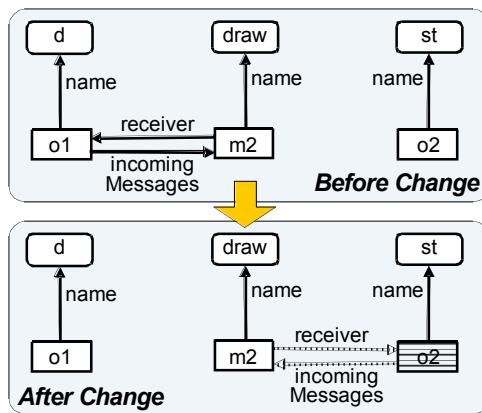 d draw st
name name name
receiver
o1 m2 o2
incoming
Messages
Before Change
d draw st
name name name
receiver
o1 m2 o2
incoming
Messages
After Change